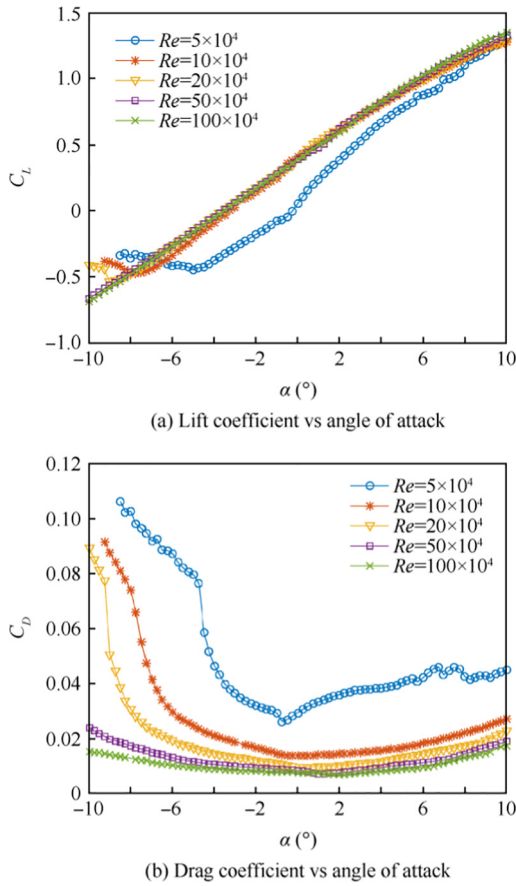 1.5
1.0
0.5
0
−0.5
−1.0
C_L
Re=5×10⁴
Re=10×10⁴
Re=20×10⁴
Re=50×10⁴
Re=100×10⁴
−10 −6 −2 2 6 10
α (°)
(a) Lift coefficient vs angle of attack
0.12
0.10
0.08
0.06
0.04
0.02
0
C_D
Re=5×10⁴
Re=10×10⁴
Re=20×10⁴
Re=50×10⁴
Re=100×10⁴
−10 −6 −2 2 6 10
α (°)
(b) Drag coefficient vs angle of attack